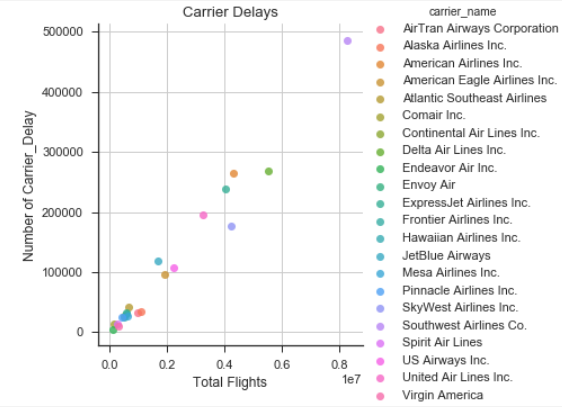 Carrier Delays
500000
400000
300000
200000
100000
0
Number of Carrier_Delay
0.0 0.2 0.4 0.6 0.8
1e7
Total Flights
carrier_name
AirTran Airways Corporation
Alaska Airlines Inc.
American Airlines Inc.
American Eagle Airlines Inc.
Atlantic Southeast Airlines
Comair Inc.
Continental Air Lines Inc.
Delta Air Lines Inc.
Endeavor Air Inc.
Envoy Air
ExpressJet Airlines Inc.
Frontier Airlines Inc.
Hawaiian Airlines Inc.
JetBlue Airways
Mesa Airlines Inc.
Pinnacle Airlines Inc.
SkyWest Airlines Inc.
Southwest Airlines Co.
Spirit Air Lines
US Airways Inc.
United Air Lines Inc.
Virgin America